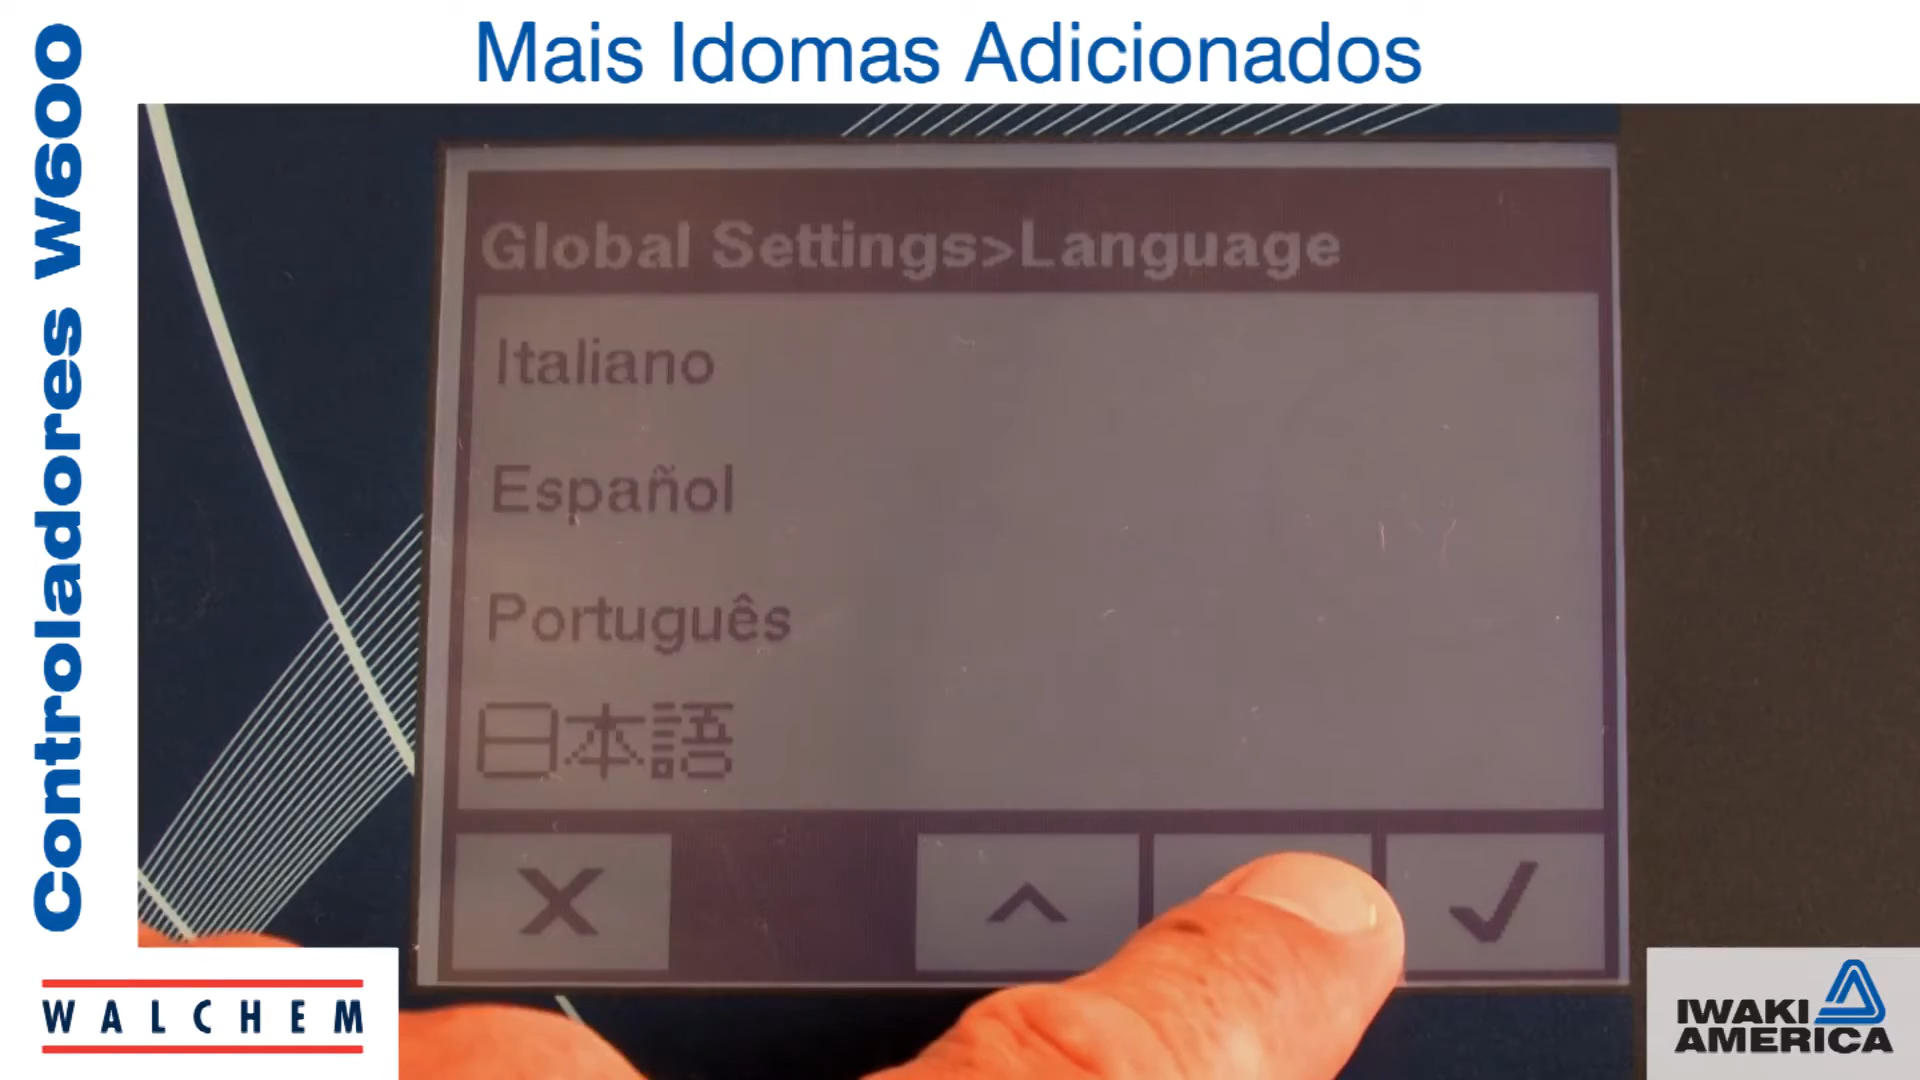 Mais Idomas Adicionados
Controladores W600
Global Settings>Language
Italiano
Español
Português
日本語
WALCHEM
IWAKI
AMERICA